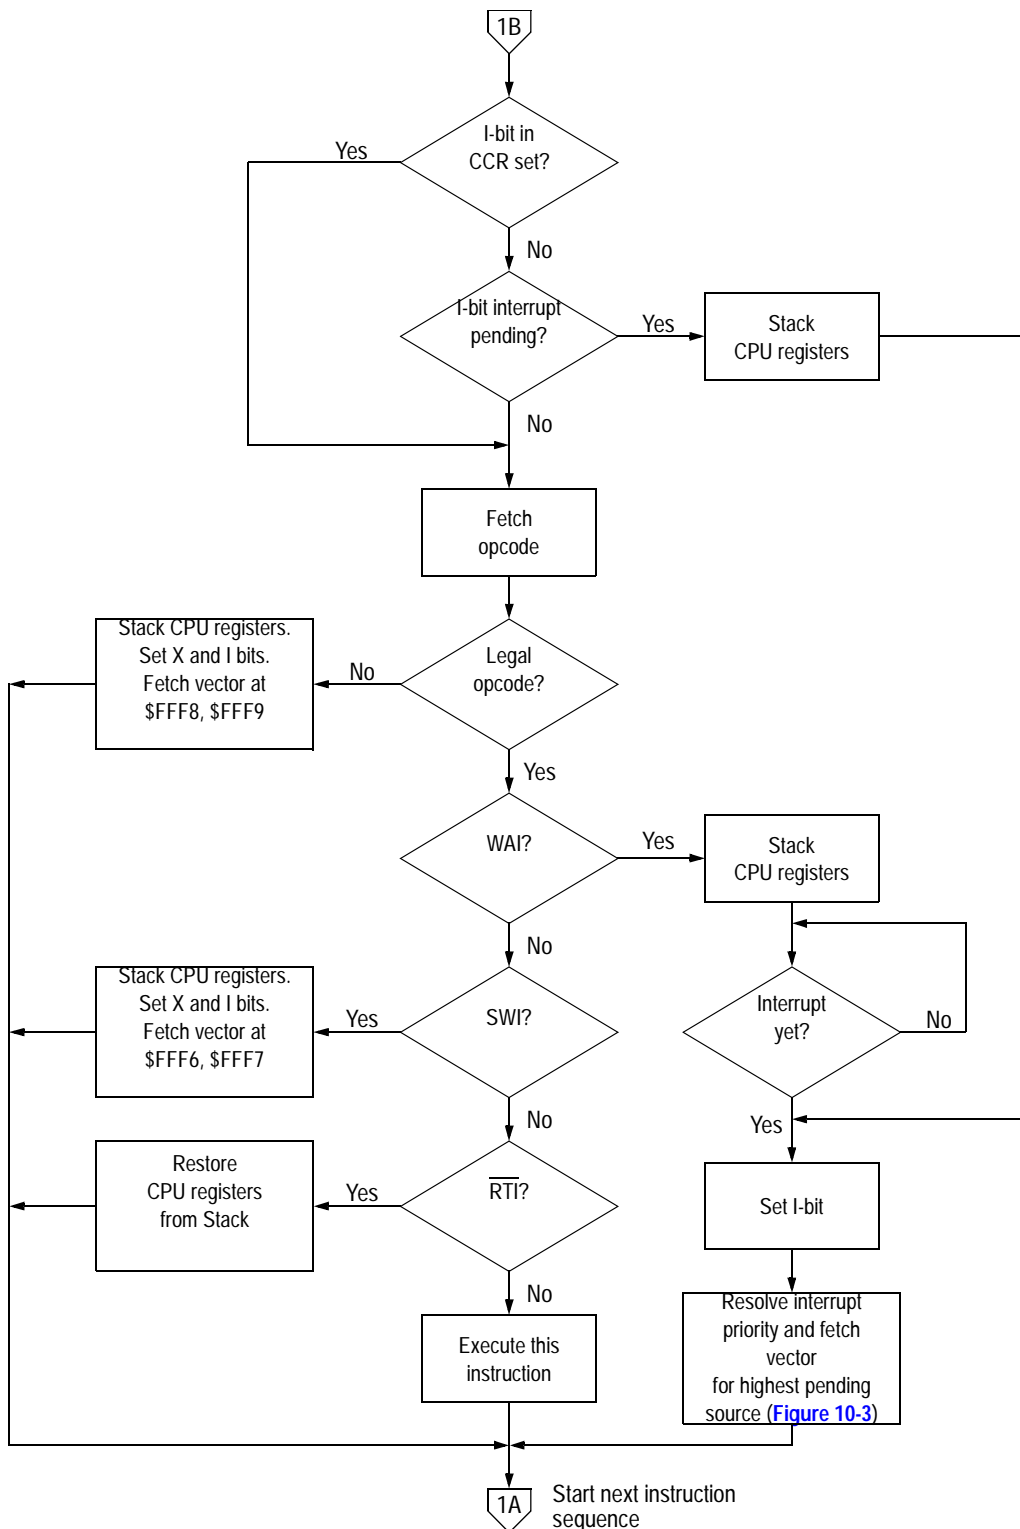 1B
I-bit in
CCR set?
Yes
No
I-bit interrupt
pending?
Yes
Stack
CPU registers
No
Fetch
opcode
Stack CPU registers.
Set X and I bits.
Fetch vector at
$FFF8, $FFF9
No
Legal
opcode?
Yes
WAI?
Yes
Stack
CPU registers
No
Stack CPU registers.
Set X and I bits.
Fetch vector at
$FFF6, $FFF7
Yes
SWI?
Interrupt
yet?
No
No
Yes
Restore
CPU registers
from Stack
Yes
R̅T̅I̅?
Set I-bit
No
Execute this
instruction
Resolve interrupt
priority and fetch
vector
for highest pending
source (Figure 10-3)
1A
Start next instruction
sequence